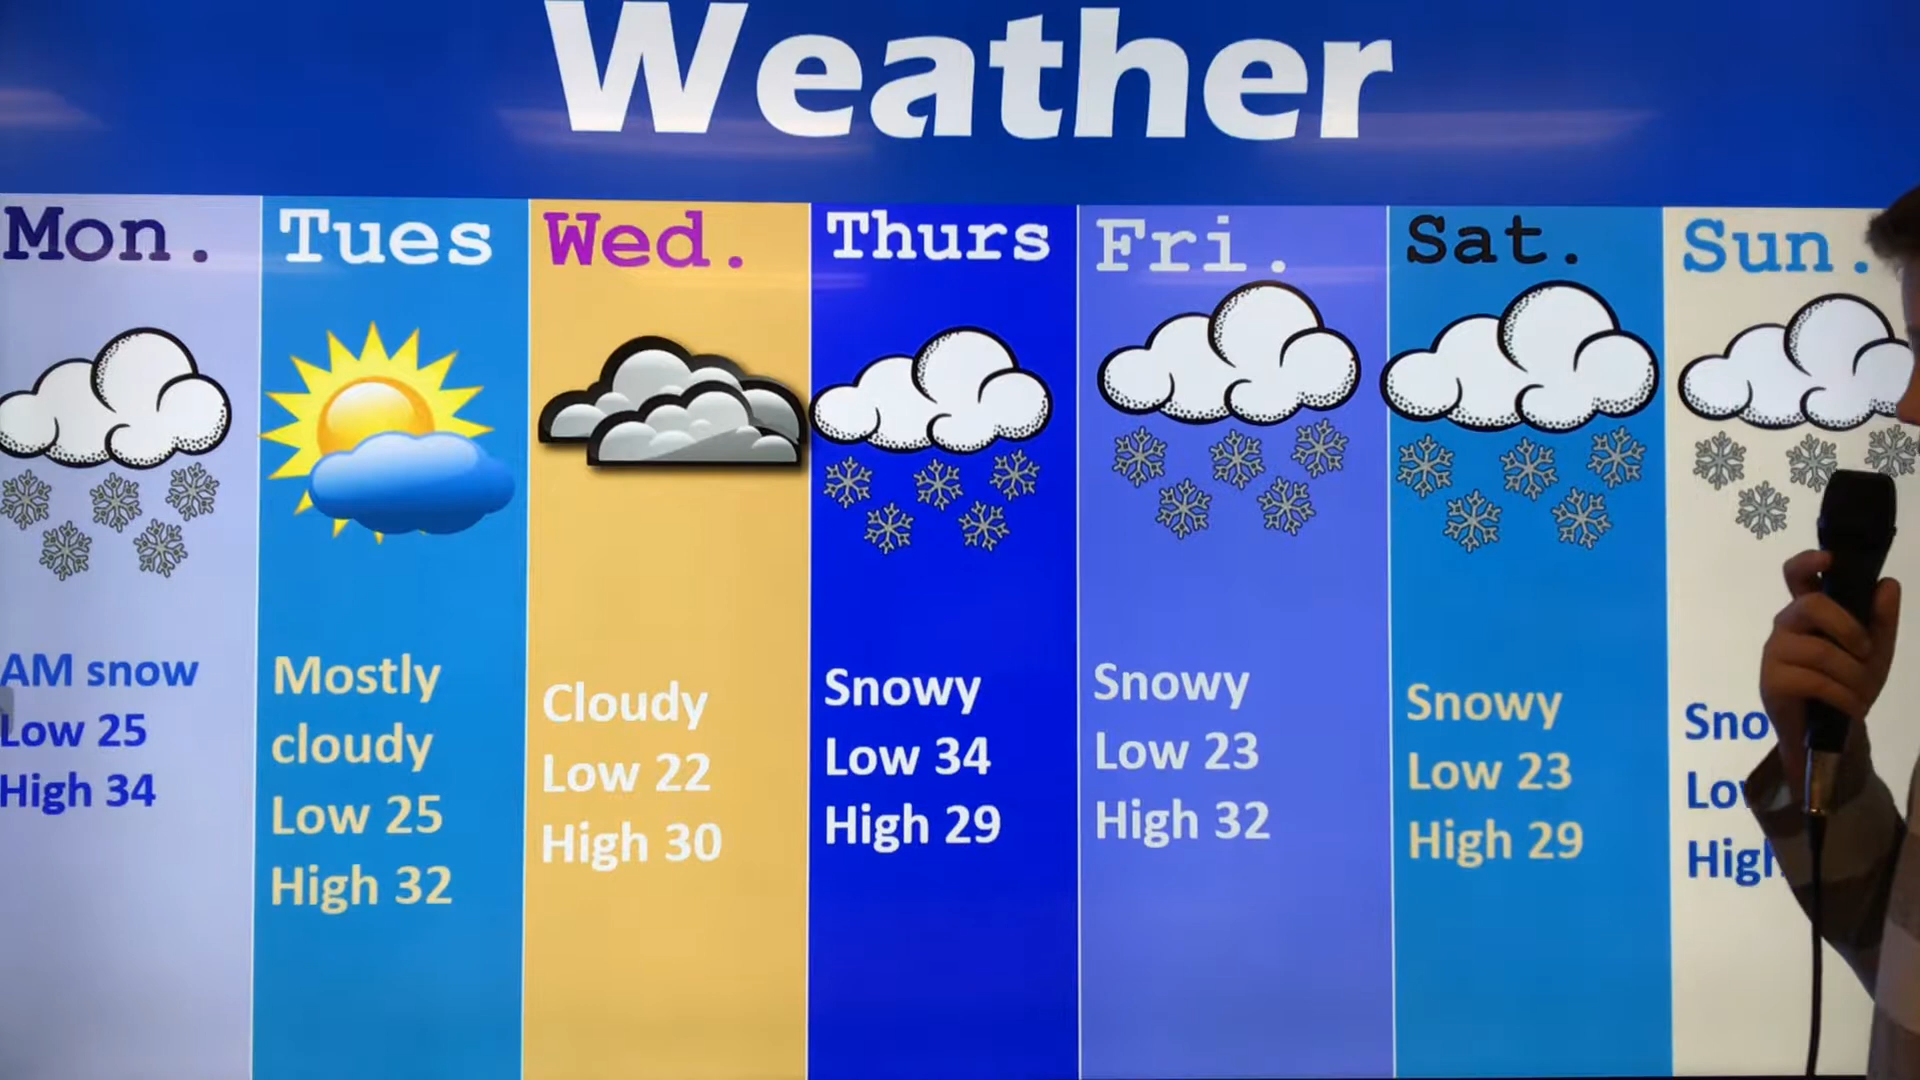 Weather
Mon.
AM snow
Low 25
High 34
Tues
Mostly
cloudy
Low 25
High 32
Wed.
Cloudy
Low 22
High 30
Thurs
Snowy
Low 34
High 29
Fri.
Snowy
Low 23
High 32
Sat.
Snowy
Low 23
High 29
Sun.